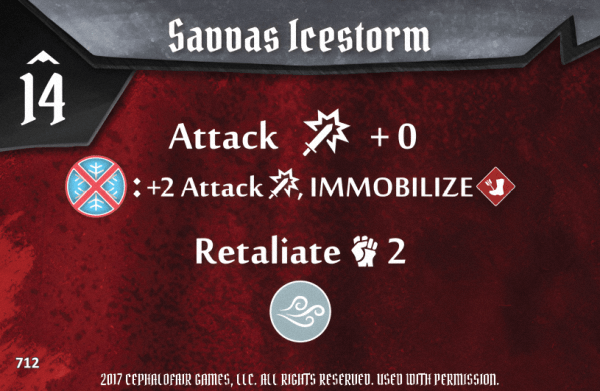 Savvas Icestorm
14
Attack + 0
: +2 Attack , IMMOBILIZE
Retaliate 2
712
2017 CEPHALOFAIR GAMES, LLC. ALL RIGHTS RESERVED. USED WITH PERMISSION.